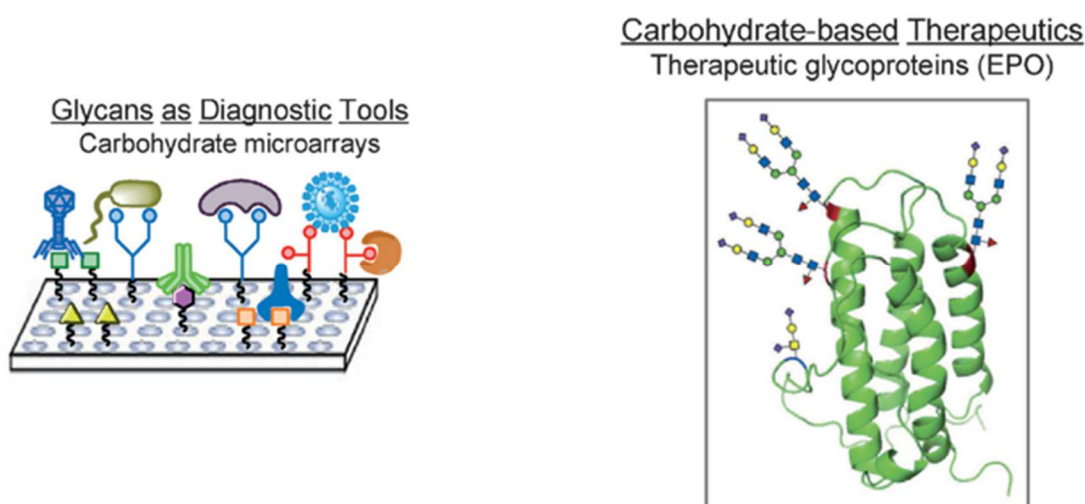 Glycans as Diagnostic Tools
Carbohydrate microarrays
Carbohydrate-based Therapeutics
Therapeutic glycoproteins (EPO)